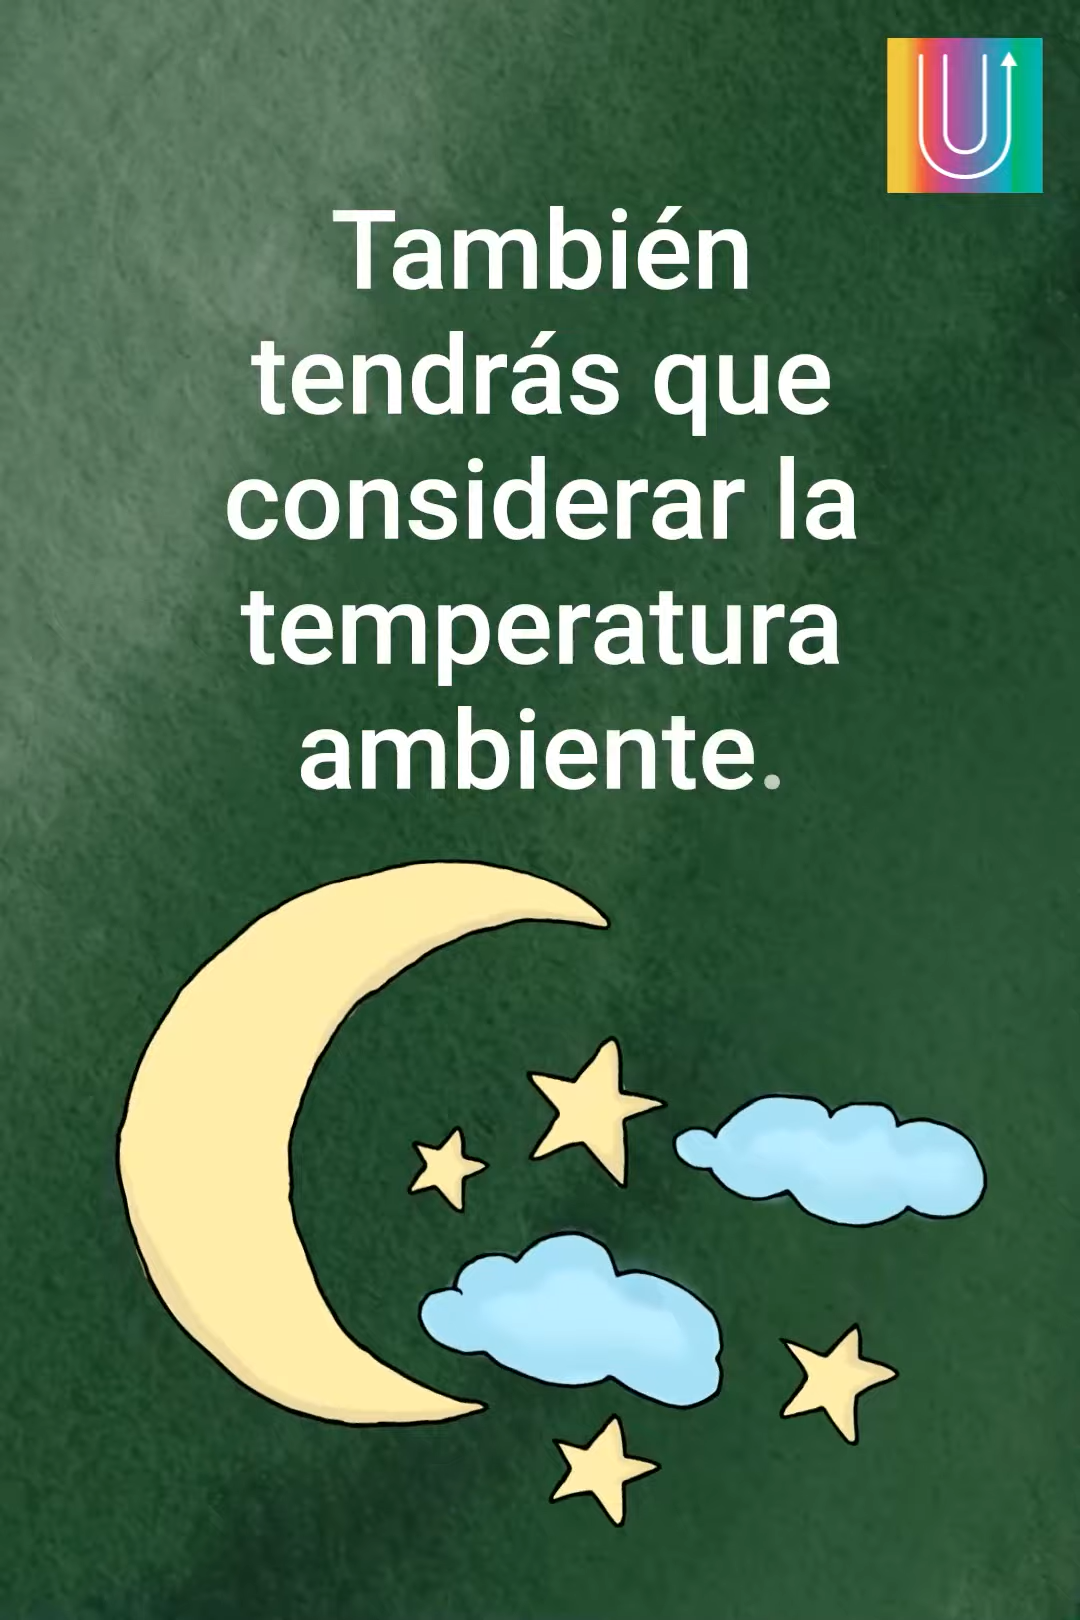 U
También
tendrás que
considerar la
temperatura
ambiente.